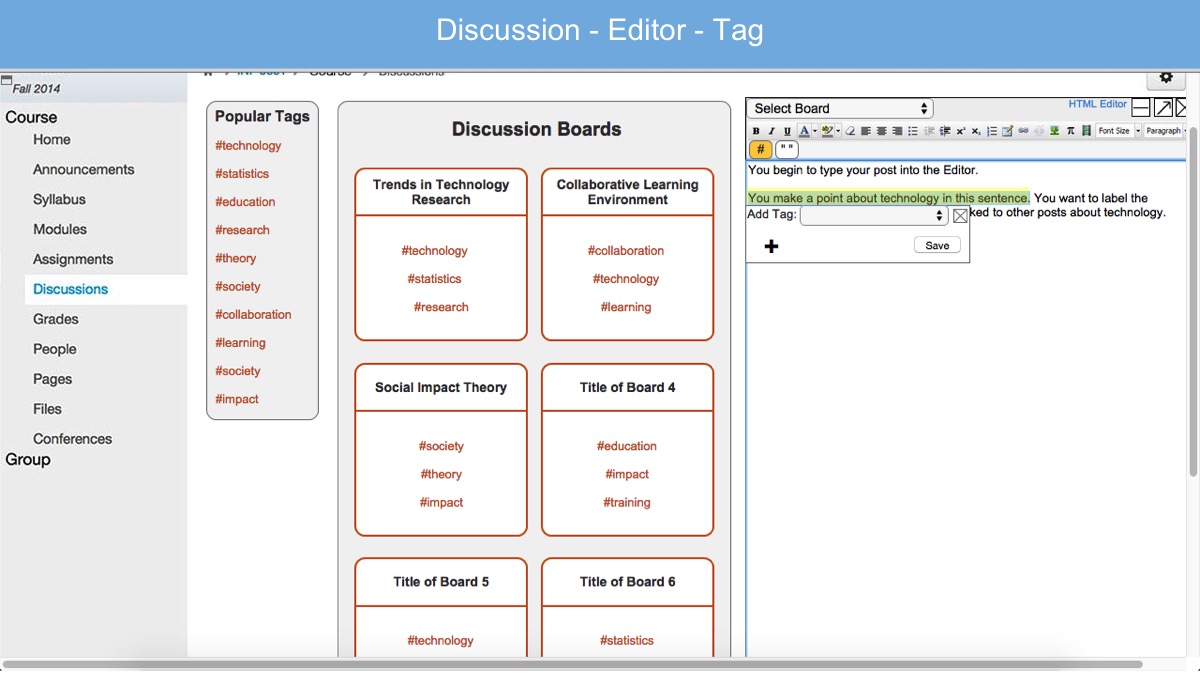 Discussion - Editor - Tag
Fall 2014
Course > Discussions
Course
Home
Announcements
Syllabus
Modules
Assignments
Discussions
Grades
People
Pages
Files
Conferences
Group
Popular Tags
#technology
#statistics
#education
#research
#theory
#society
#collaboration
#learning
#society
#impact
Discussion Boards
Trends in Technology
Research
#technology
#statistics
#research
Collaborative Learning
Environment
#collaboration
#technology
#learning
Social Impact Theory
#society
#theory
#impact
Title of Board 4
#education
#impact
#training
Title of Board 5
#technology
Title of Board 6
#statistics
Select Board
HTML Editor
B I U A Font Size Paragraph
# " "
You begin to type your post into the Editor.
You make a point about technology in this sentence. You want to label the
Add Tag: ked to other posts about technology.
Save